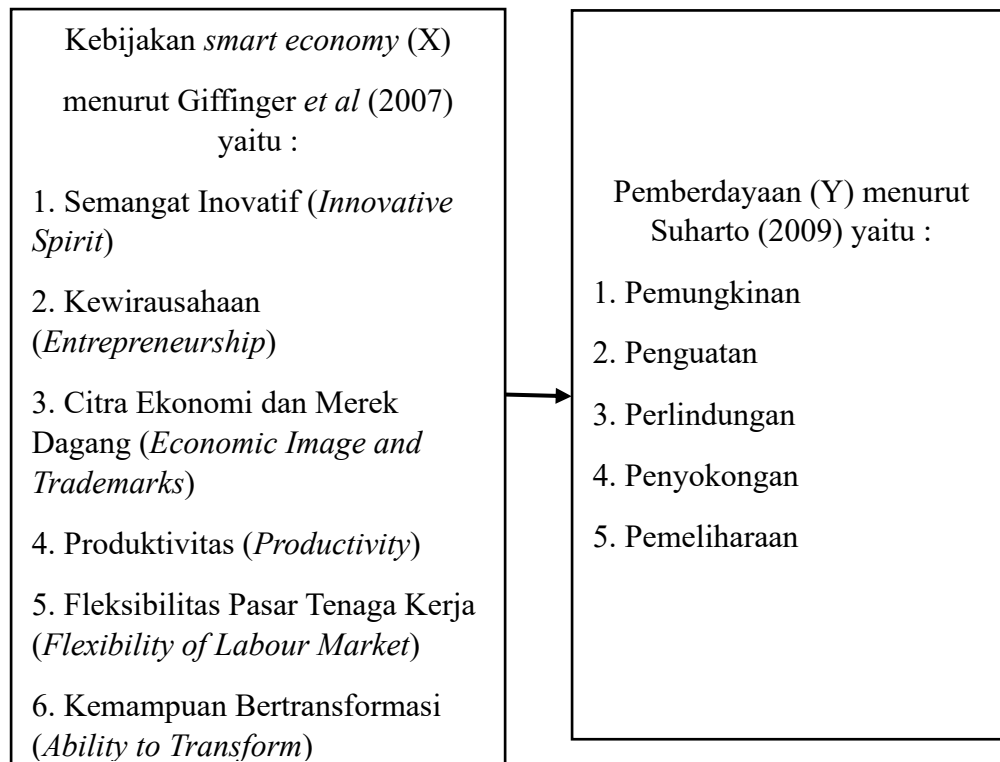 Kebijakan smart economy (X)
menurut Giffinger et al (2007)
yaitu :
1. Semangat Inovatif (Innovative
Spirit)
2. Kewirausahaan
(Entrepreneurship)
3. Citra Ekonomi dan Merek
Dagang (Economic Image and
Trademarks)
4. Produktivitas (Productivity)
5. Fleksibilitas Pasar Tenaga Kerja
(Flexibility of Labour Market)
6. Kemampuan Bertransformasi
(Ability to Transform)
Pemberdayaan (Y) menurut
Suharto (2009) yaitu :
1. Pemungkinan
2. Penguatan
3. Perlindungan
4. Penyokongan
5. Pemeliharaan